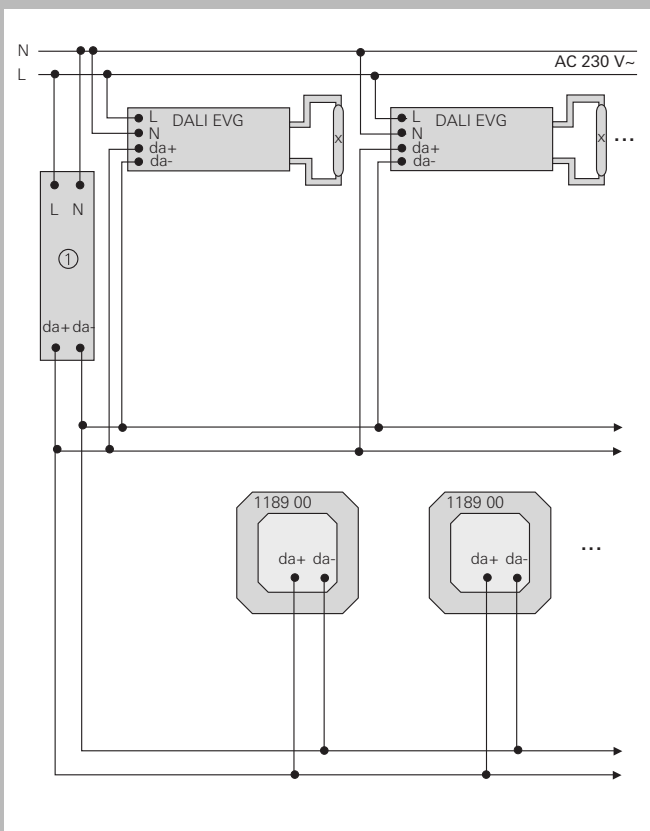 N
AC 230 V~
L
L DALI EVG
N
da+
da-
x
L DALI EVG
N
da+
da-
x ...
L N
1
da+ da-
1189 00
da+ da-
1189 00
da+ da-
...